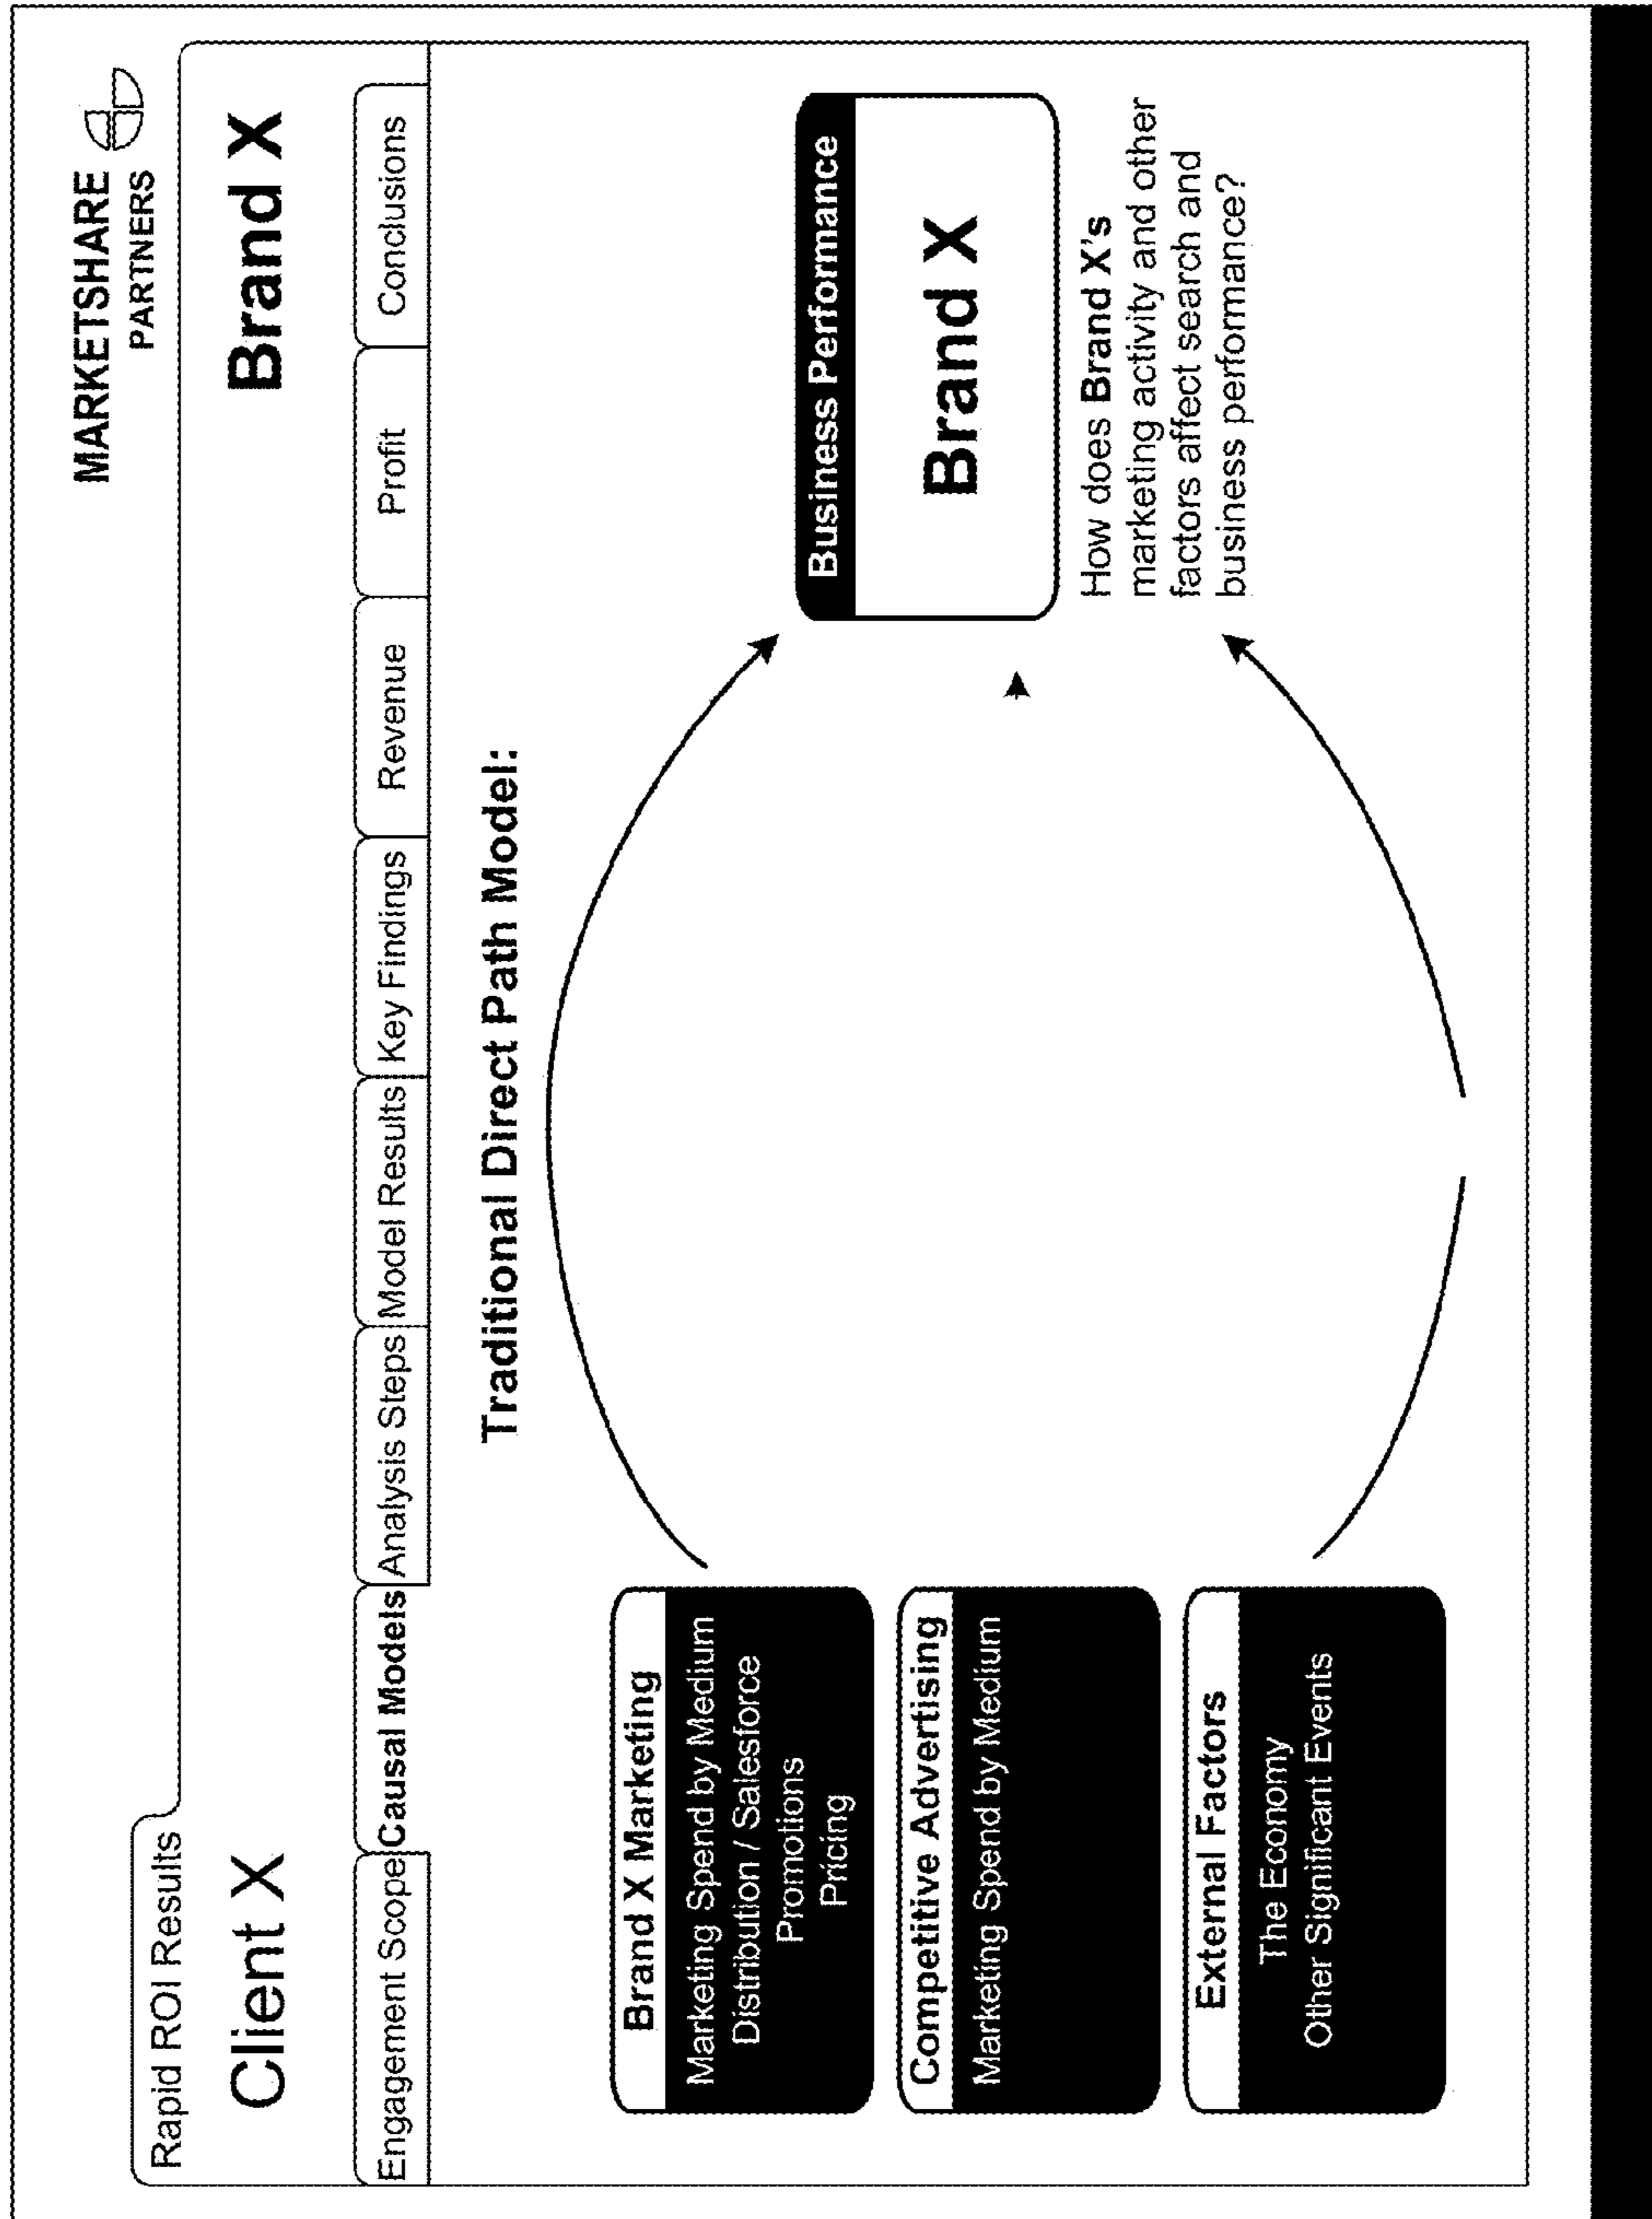 MARKETSHARE
PARTNERS
Rapid ROI Results
Client X
Brand X
Engagement Scope
Causal Models
Analysis Steps
Model Results
Key Findings
Revenue
Profit
Conclusions
Traditional Direct Path Model:
Brand X Marketing
Marketing Spend by Medium
Distribution / Salesforce
Promotions
Pricing
Competitive Advertising
Marketing Spend by Medium
External Factors
The Economy
Other Significant Events
Business Performance
Brand X
How does Brand X's
marketing activity and other
factors affect search and
business performance?